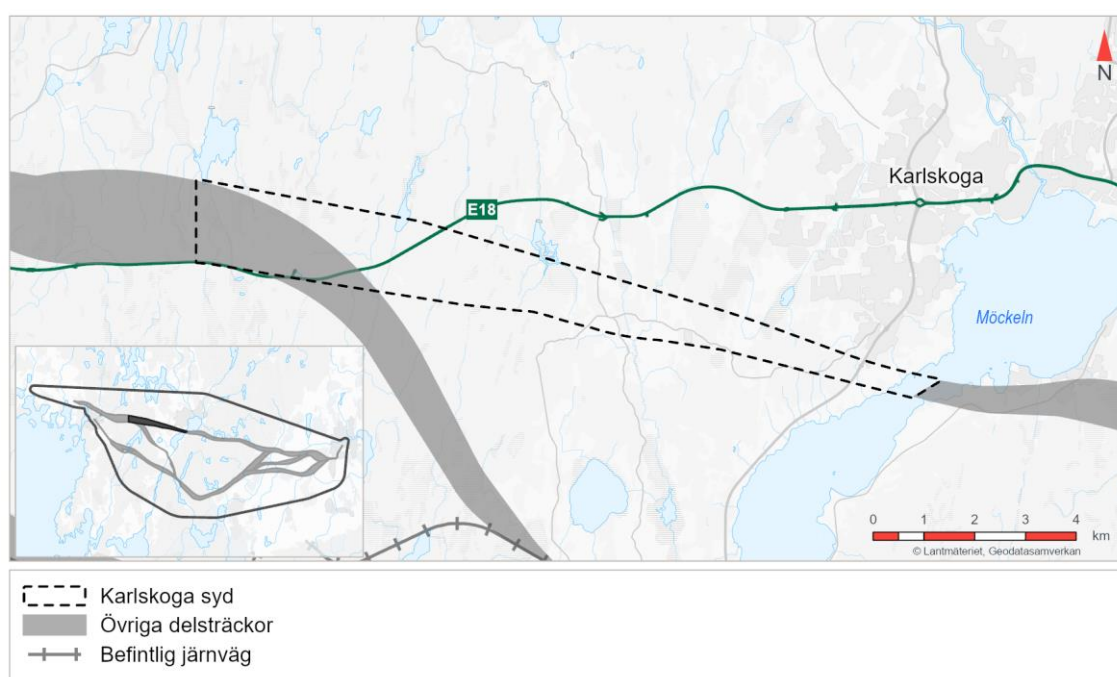 N
Karlskoga
E18
Möckeln
0 1 2 3 4
km
© Lantmäteriet, Geodatasamverkan
Karlskoga syd
Övriga delsträckor
Befintlig järnväg